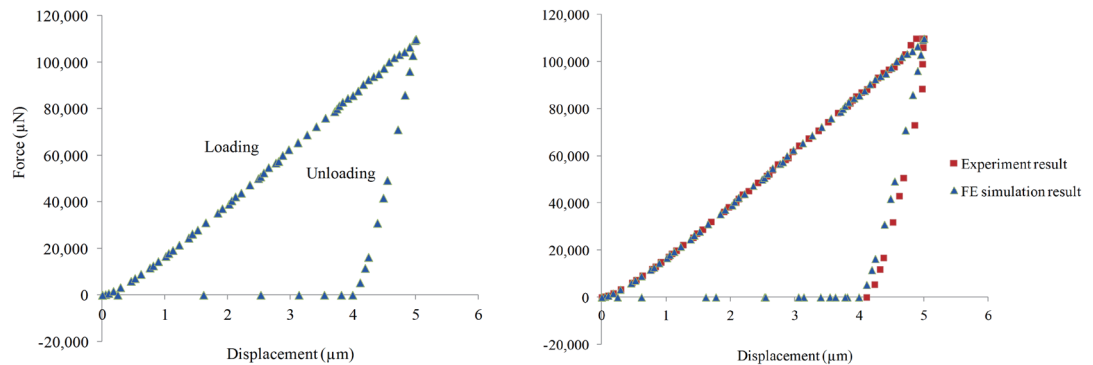 120,000
100,000
80,000
60,000
40,000
20,000
0
-20,000
Force (µN)
Loading
Unloading
0 1 2 3 4 5 6
Displacement (µm)
120,000
100,000
80,000
60,000
40,000
20,000
0
-20,000
Experiment result
FE simulation result
0 1 2 3 4 5 6
Displacement (µm)